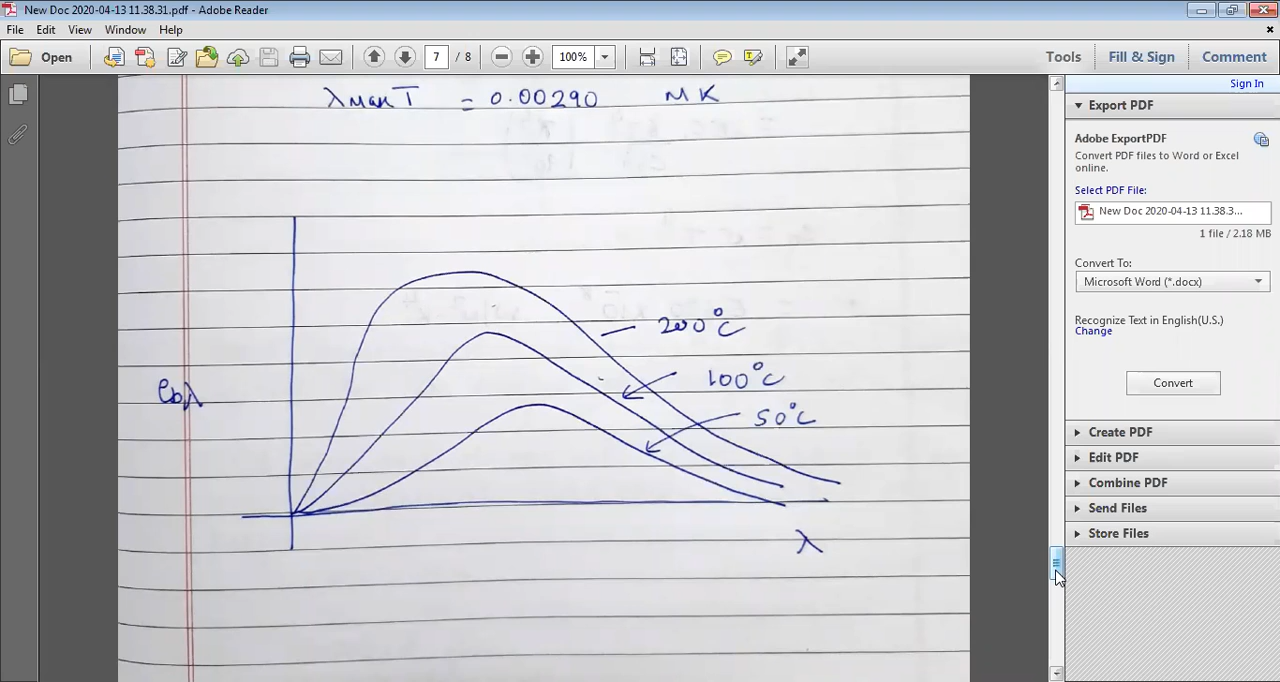 New Doc 2020-04-13 11.38.31.pdf - Adobe Reader
File Edit View Window Help
Open 7 / 8 100% Tools Fill & Sign Comment
Sign In
Export PDF
Adobe ExportPDF
Convert PDF files to Word or Excel
online.
Select PDF File:
New Doc 2020-04-13 11.38.3...
1 file / 2.18 MB
Convert To:
Microsoft Word (*.docx)
Recognize Text in English(U.S.)
Change
Convert
Create PDF
Edit PDF
Combine PDF
Send Files
Store Files
λmax T = 0.00290 MK
200°C
100°C
50°C
Ebλ
λ